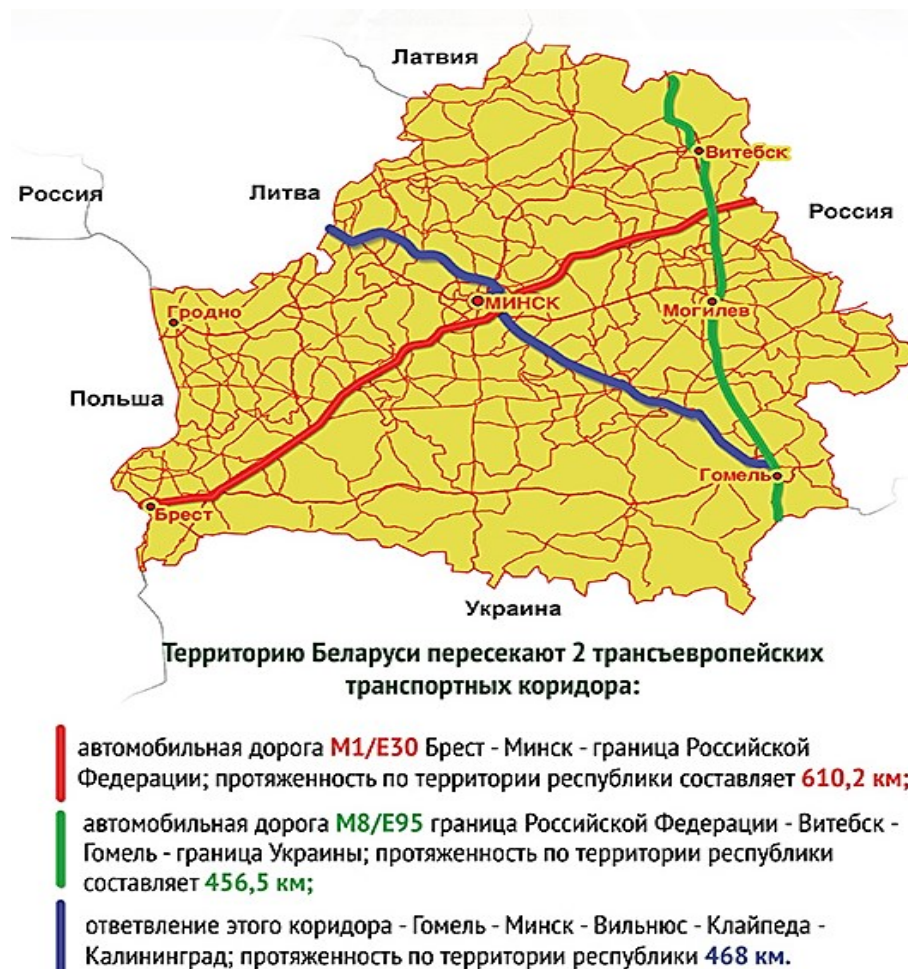 Латвия
Витебск
Россия
Литва
Россия
МИНСК
Гродно
Могилев
Польша
Гомель
Брест
Украина
Территорию Беларуси пересекают 2 трансъевропейских
транспортных коридора:
автомобильная дорога М1/Е30 Брест - Минск - граница Российской
Федерации; протяженность по территории республики составляет 610,2 км;
автомобильная дорога М8/Е95 граница Российской Федерации - Витебск -
Гомель - граница Украины; протяженность по территории республики
составляет 456,5 км;
ответвление этого коридора - Гомель - Минск - Вильнюс - Клайпеда -
Калининград; протяженность по территории республики 468 км.